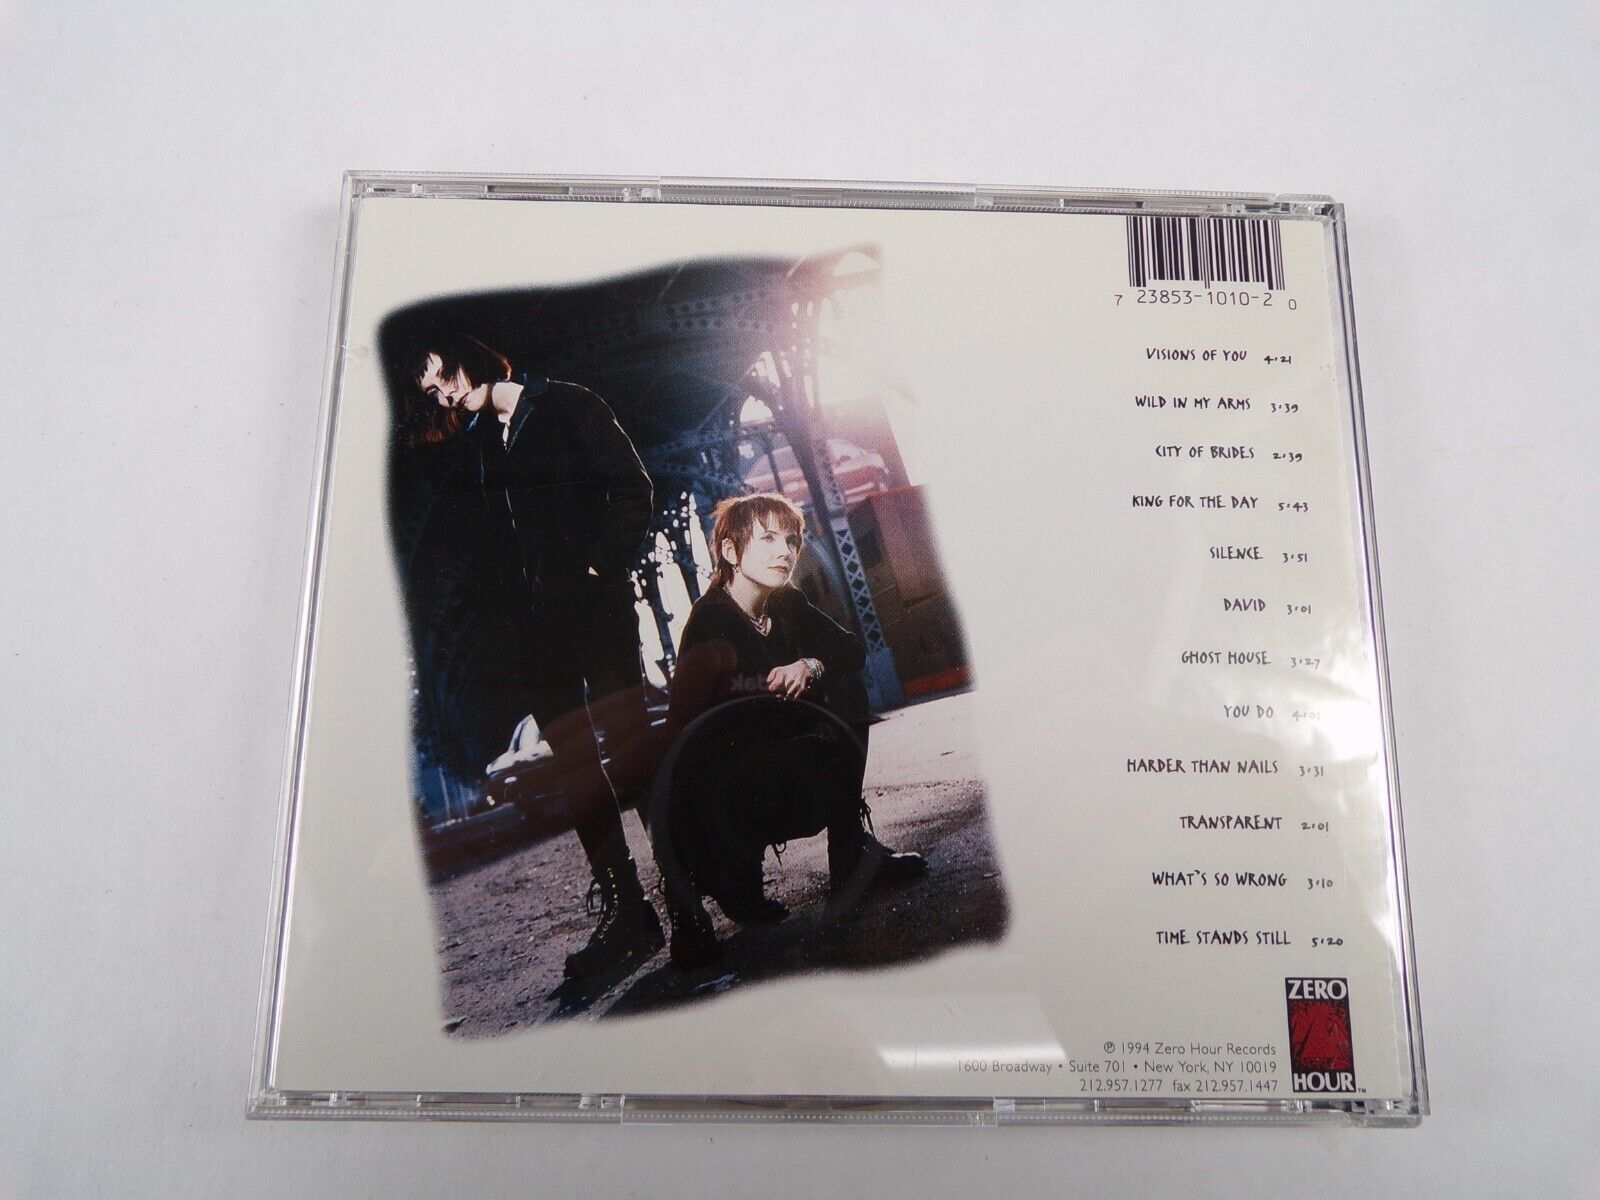 7 23853-1010-2 0
VISIONS OF YOU 4:21
WILD IN MY ARMS 3:39
CITY OF BRIDES 2:39
KING FOR THE DAY 5:43
SILENCE 3:51
DAVID 3:01
GHOST HOUSE 3:27
YOU DO 4:01
HARDER THAN NAILS 3:31
TRANSPARENT 2:01
WHAT'S SO WRONG 3:10
TIME STANDS STILL 5:20
ZERO
HOUR™
℗ 1994 Zero Hour Records
1600 Broadway • Suite 701 • New York, NY 10019
212.957.1277 fax 212.957.1447